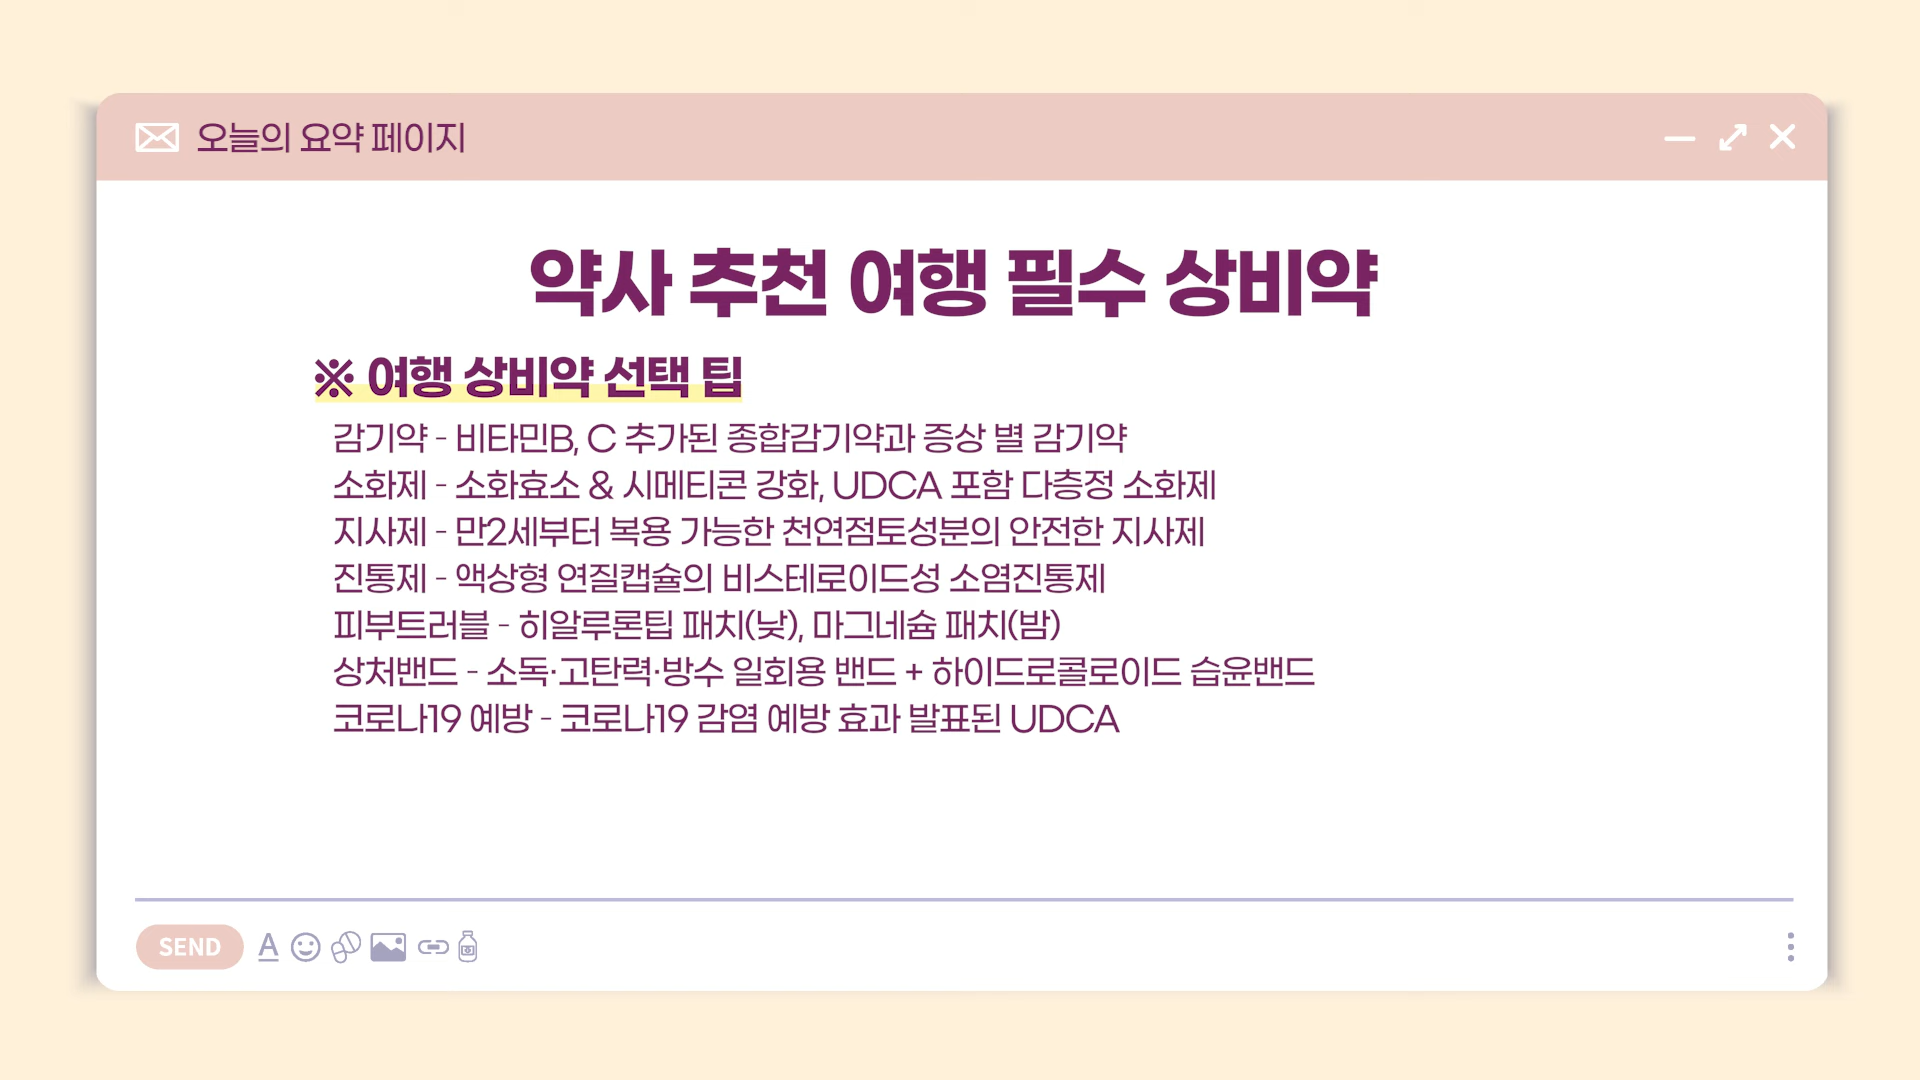 오늘의 요약 페이지
약사 추천 여행 필수 상비약
※ 여행 상비약 선택 팁
감기약 - 비타민B, C 추가된 종합감기약과 증상 별 감기약
소화제 - 소화효소 & 시메티콘 강화, UDCA 포함 다층정 소화제
지사제 - 만2세부터 복용 가능한 천연점토성분의 안전한 지사제
진통제 - 액상형 연질캡슐의 비스테로이드성 소염진통제
피부트러블 - 히알루론팁 패치(낮), 마그네슘 패치(밤)
상처밴드 - 소독·고탄력·방수 일회용 밴드 + 하이드로콜로이드 습윤밴드
코로나19 예방 - 코로나19 감염 예방 효과 발표된 UDCA
SEND A